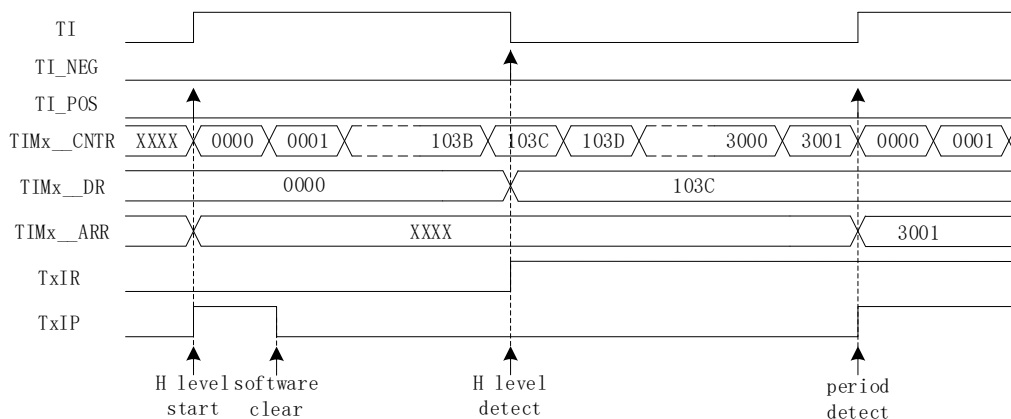 TI
TI_NEG
TI_POS
TIMx__CNTR XXXX 0000 0001 103B 103C 103D 3000 3001 0000 0001
TIMx__DR 0000 103C
TIMx__ARR XXXX 3001
TxIR
TxIP
H level start
software clear
H level detect
period detect